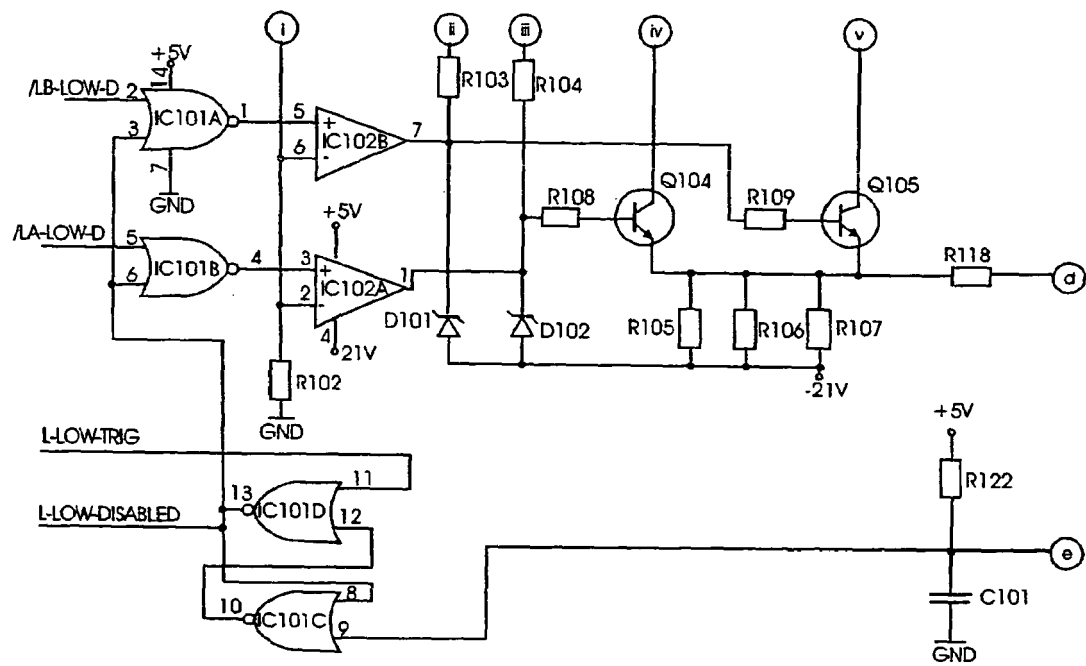 i
ii
iii
iv
v
+5V
14
/LB-LOW-D
2
3
IC101A
1
7
GND
5
6
+
-
IC102B
7
R103
R104
Q104
Q105
R108
R109
/LA-LOW-D
5
6
IC101B
4
+5V
3
2
+
-
IC102A
1
4
21V
D101
D102
R105
R106
R107
-21V
R118
d
R102
GND
L-LOW-TRIG
L-LOW-DISABLED
11
12
13
IC101D
8
9
10
IC101C
+5V
R122
e
C101
GND